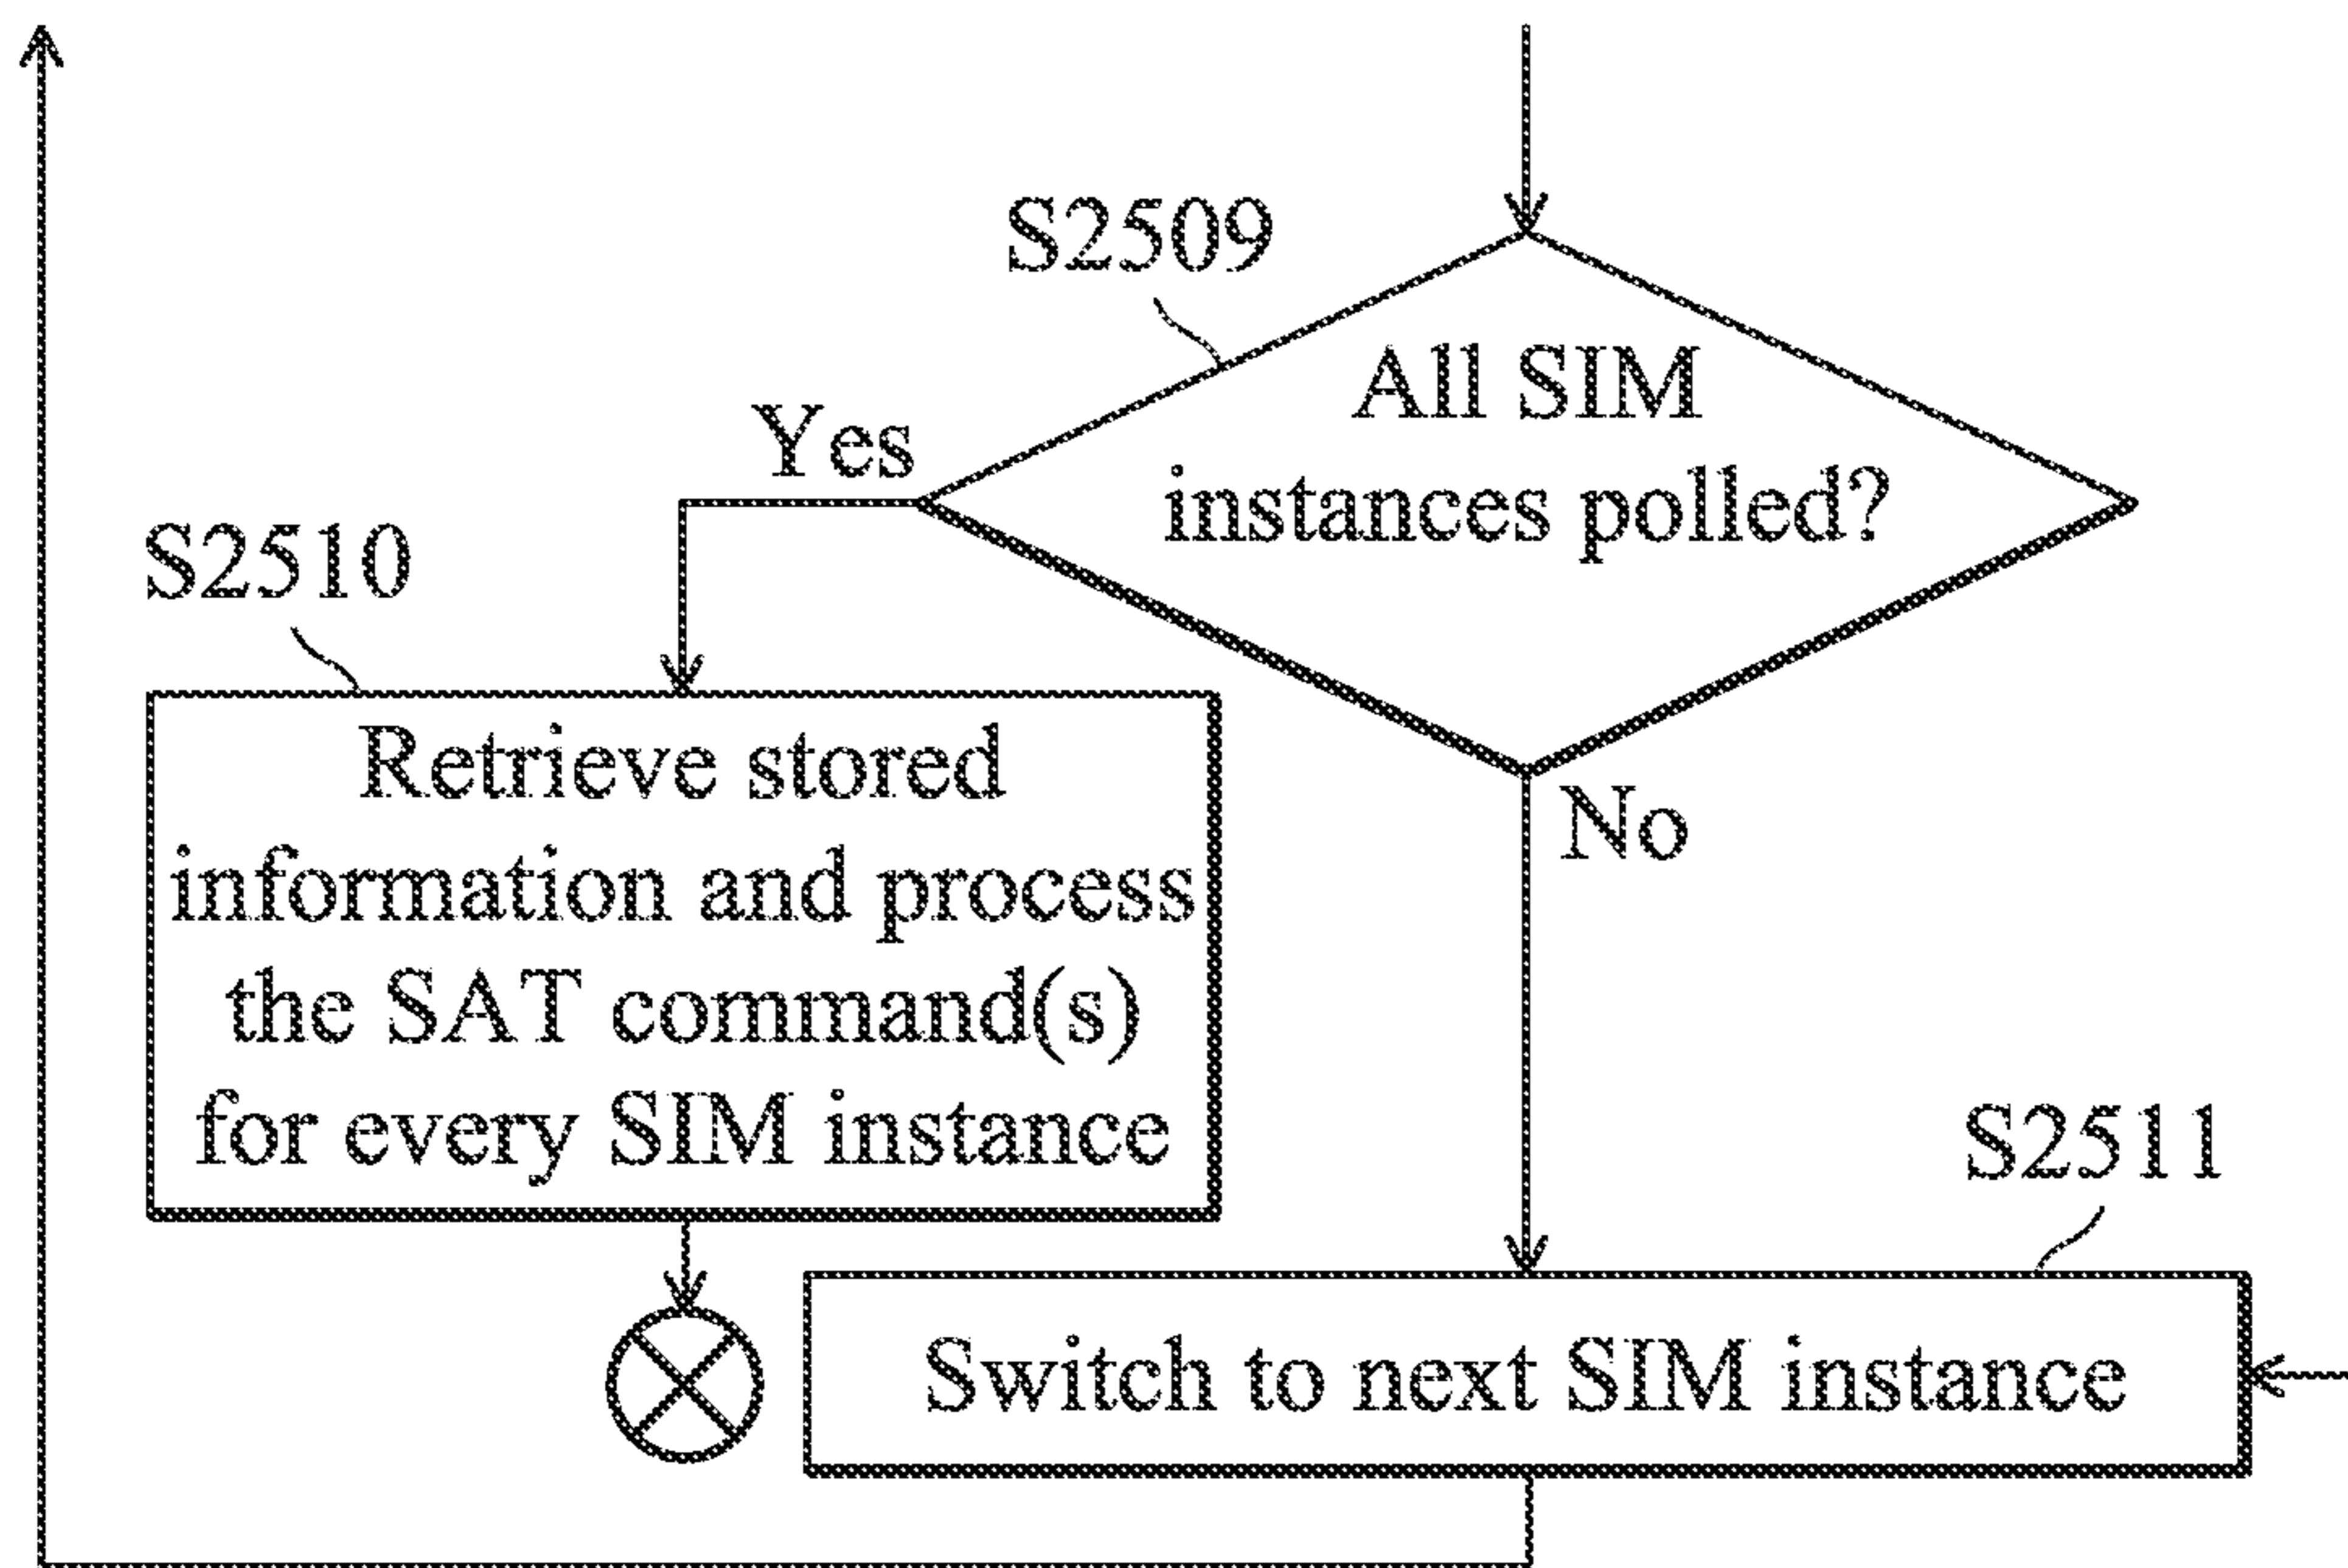 S2509
All SIM
instances polled?
Yes
S2510
Retrieve stored
information and process
the SAT command(s)
for every SIM instance
No
S2511
Switch to next SIM instance